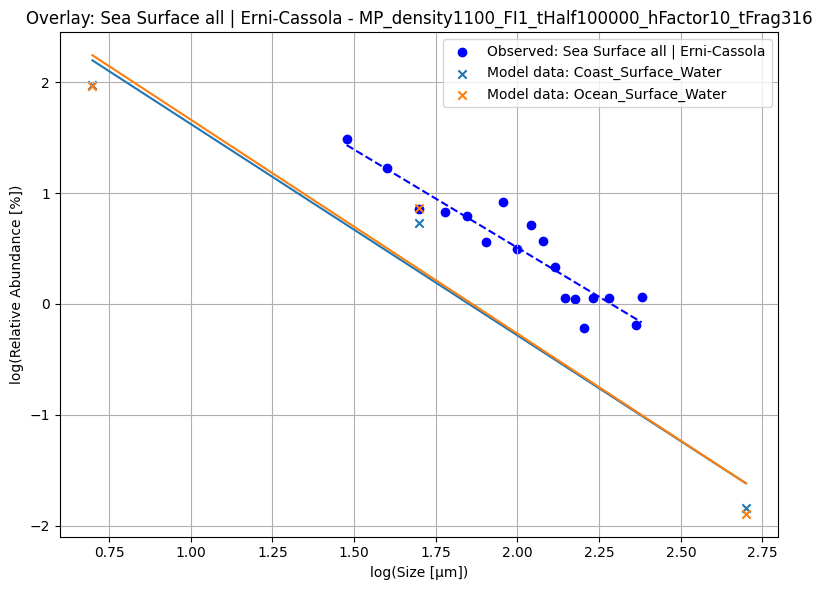 Overlay: Sea Surface all | Erni-Cassola - MP_density1100_FI1_tHalf100000_hFactor10_tFrag316
Observed: Sea Surface all | Erni-Cassola
Model data: Coast_Surface_Water
Model data: Ocean_Surface_Water
log(Relative Abundance [%])
2
1
0
−1
−2
0.75 1.00 1.25 1.50 1.75 2.00 2.25 2.50 2.75
log(Size [µm])